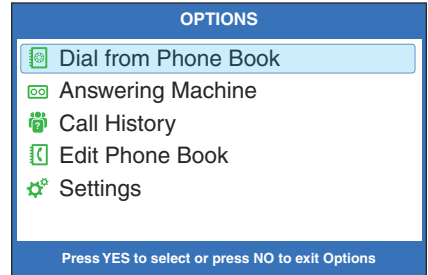 OPTIONS
Dial from Phone Book
Answering Machine
Call History
Edit Phone Book
Settings
Press YES to select or press NO to exit Options